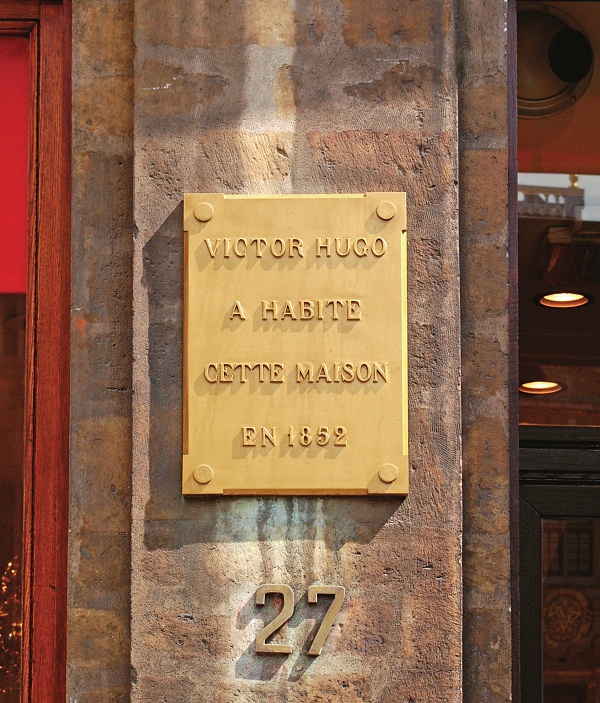 VICTOR HUGO
A HABITE
CETTE MAISON
EN 1852
27